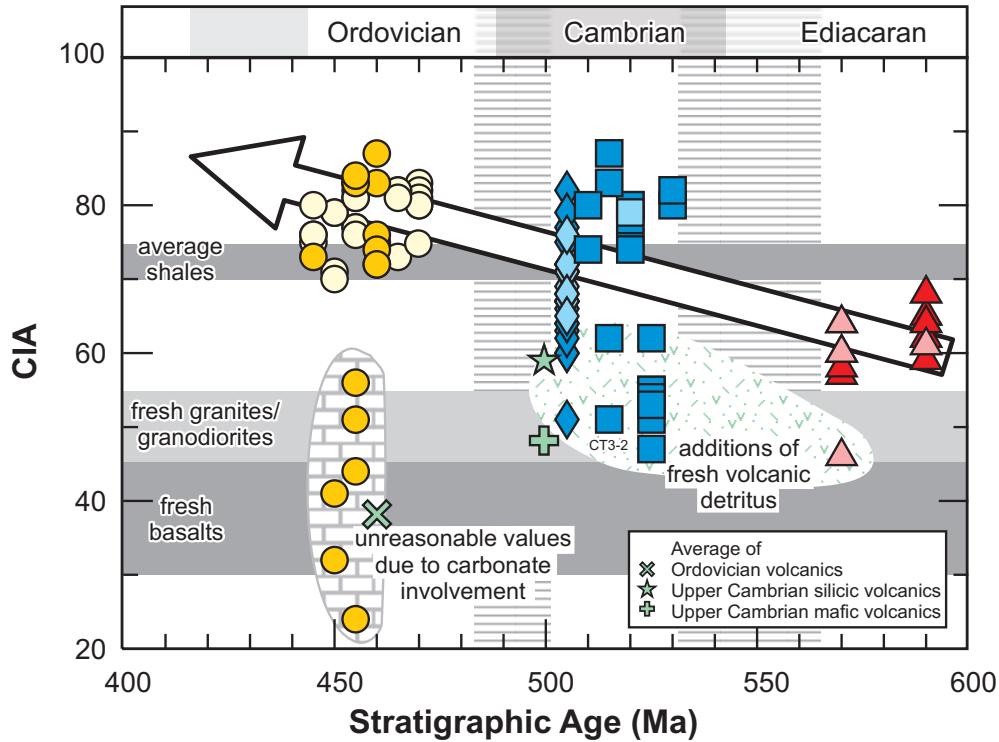 Ordovician Cambrian Ediacaran
100
80
60
40
20
CIA
average
shales
fresh granites/
granodiorites
fresh
basalts
CT3-2
additions of
fresh volcanic
detritus
unreasonable values
due to carbonate
involvement
Average of
Ordovician volcanics
Upper Cambrian silicic volcanics
Upper Cambrian mafic volcanics
400 450 500 550 600
Stratigraphic Age (Ma)